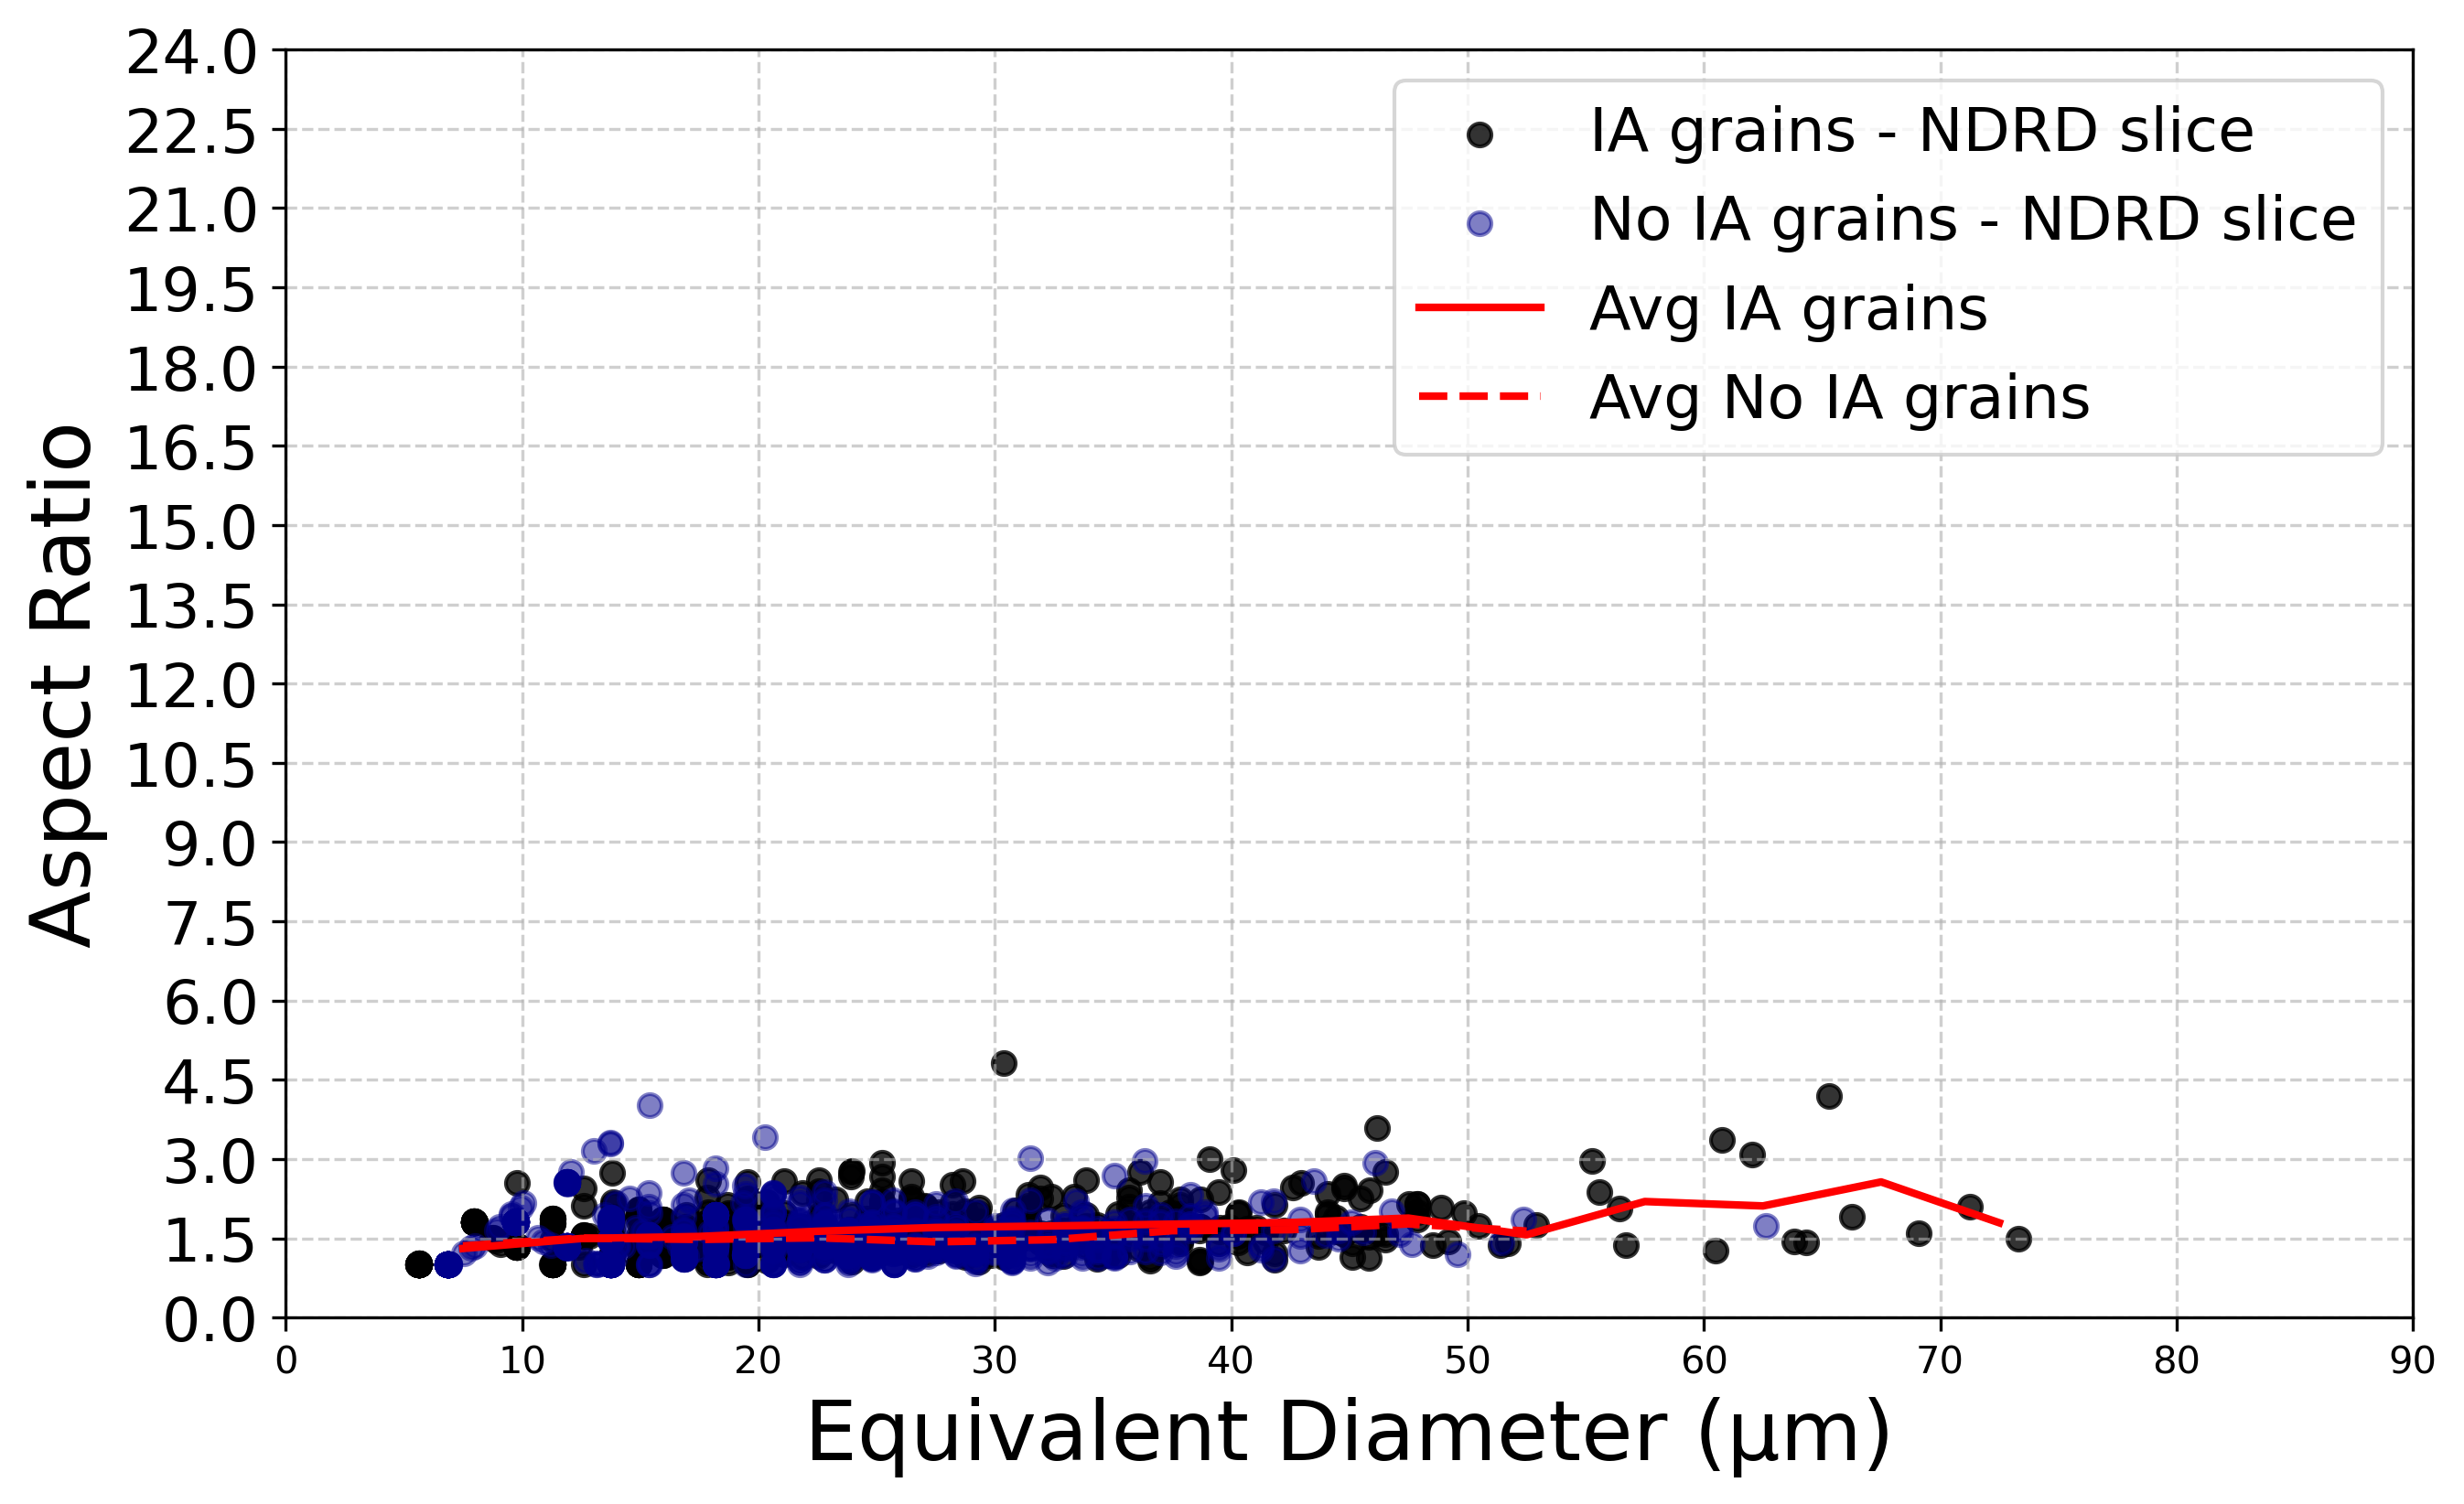 24.0
22.5
21.0
19.5
18.0
16.5
15.0
13.5
12.0
10.5
9.0
7.5
6.0
4.5
3.0
1.5
0.0
Aspect Ratio
IA grains - NDRD slice
No IA grains - NDRD slice
Avg IA grains
Avg No IA grains
0 10 20 30 40 50 60 70 80 90
Equivalent Diameter (μm)